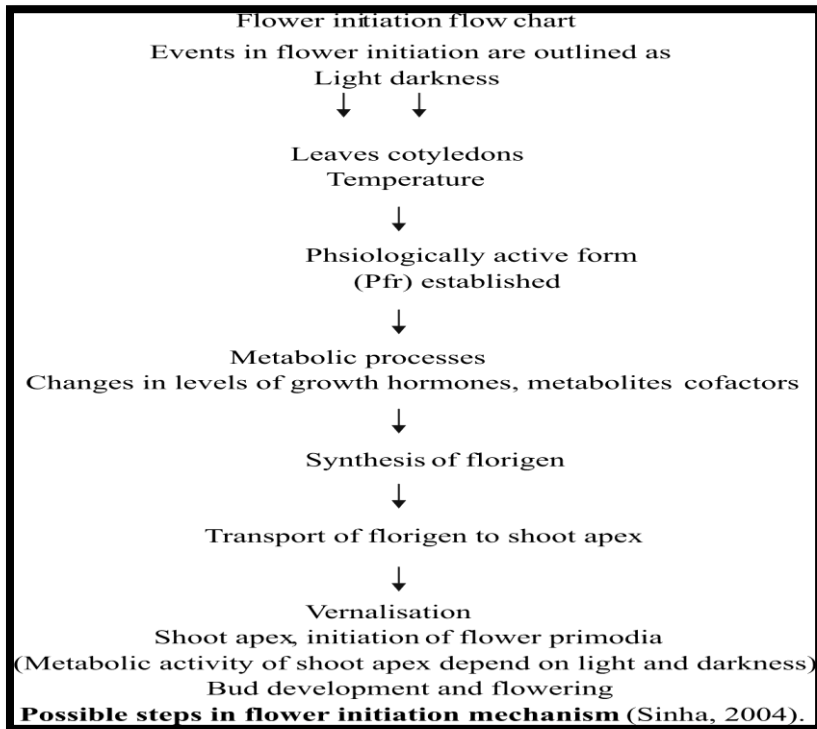 Flower initiation flow chart
Events in flower initiation are outlined as
Light darkness
Leaves cotyledons
Temperature
Phsiologically active form
(Pfr) established
Metabolic processes
Changes in levels of growth hormones, metabolites cofactors
Synthesis of florigen
Transport of florigen to shoot apex
Vernalisation
Shoot apex, initiation of flower primodia
(Metabolic activity of shoot apex depend on light and darkness)
Bud development and flowering
Possible steps in flower initiation mechanism (Sinha, 2004).